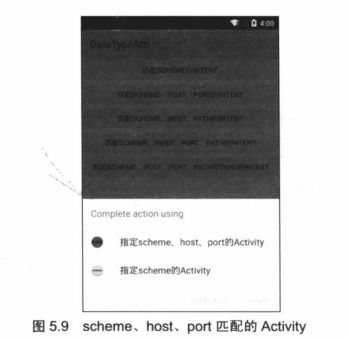 4:00
DataTypeAttr
匹配SCHEME的INTENT
匹配SCHEME、HOST、PORT的INTENT
匹配SCHEME、HOST、PATH的INTENT
匹配SCHEME、HOST、PORT、PATH的INTENT
匹配SCHEME、HOST、PORT、PATH和TYPE的INTENT
Complete action using
指定scheme、host、port的Activity
指定scheme的Activity
图 5.9 scheme、host、port 匹配的 Activity